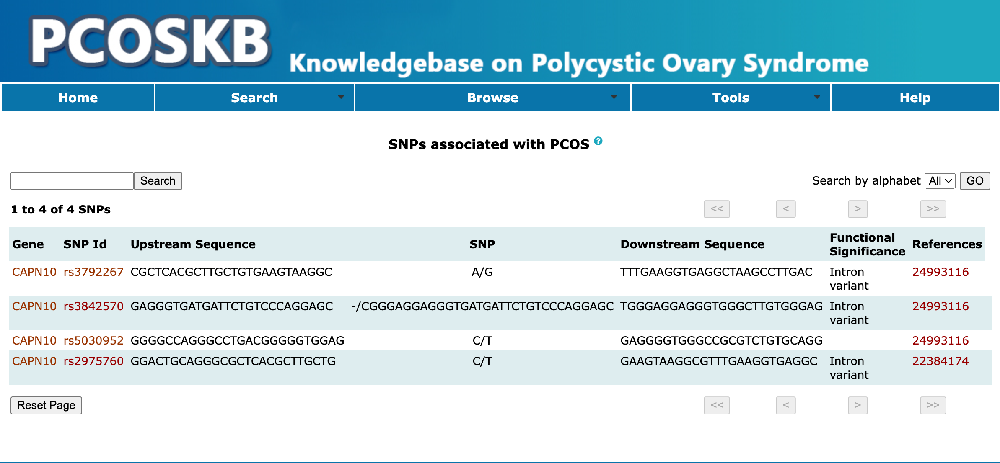 PCOSKB
Knowledgebase on Polycystic Ovary Syndrome
Home Search Browse Tools Help
SNPs associated with PCOS ?
Search Search by alphabet All GO
1 to 4 of 4 SNPs << < > >>
Gene SNP Id Upstream Sequence SNP Downstream Sequence Functional Significance References
CAPN10 rs3792267 CGCTCACGCTTGCTGTGAAGTAAGGC A/G TTTGAAGGTGAGGCTAAGCCTTGAC Intron variant 24993116
CAPN10 rs3842570 GAGGGTGATGATTCTGTCCCAGGAGC -/CGGGAGGAGGGTGATGATTCTGTCCCAGGAGC TGGGAGGAGGGTGGGCTTGTGGGAG Intron variant 24993116
CAPN10 rs5030952 GGGGCCAGGGCCTGACGGGGGTGGAG C/T GAGGGGTGGGCCGCGTCTGTGCAGG 24993116
CAPN10 rs2975760 GGACTGCAGGGCGCTCACGCTTGCTG C/T GAAGTAAGGCGTTTGAAGGTGAGGC Intron variant 22384174
Reset Page << < > >>